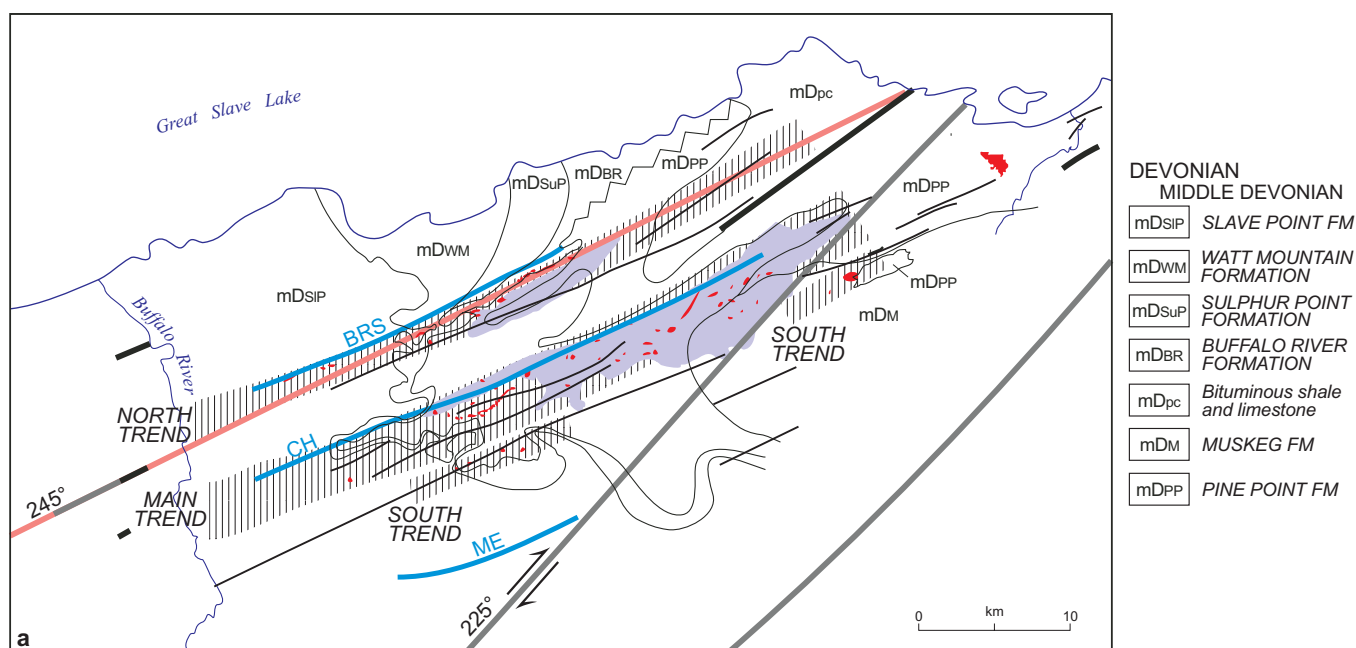 Great Slave Lake
mDpc
mDPP
mDBR
mDSuP
mDWM
mDSIP
mDPP
mDPP
mDM
BRS
Buffalo River
NORTH
TREND
CH
SOUTH
TREND
MAIN
TREND
SOUTH
TREND
ME
245°
225°
0
km
10
a
DEVONIAN
MIDDLE DEVONIAN
mDSIP SLAVE POINT FM
mDWM WATT MOUNTAIN
FORMATION
mDSuP SULPHUR POINT
FORMATION
mDBR BUFFALO RIVER
FORMATION
mDpc Bituminous shale
and limestone
mDM MUSKEG FM
mDPP PINE POINT FM